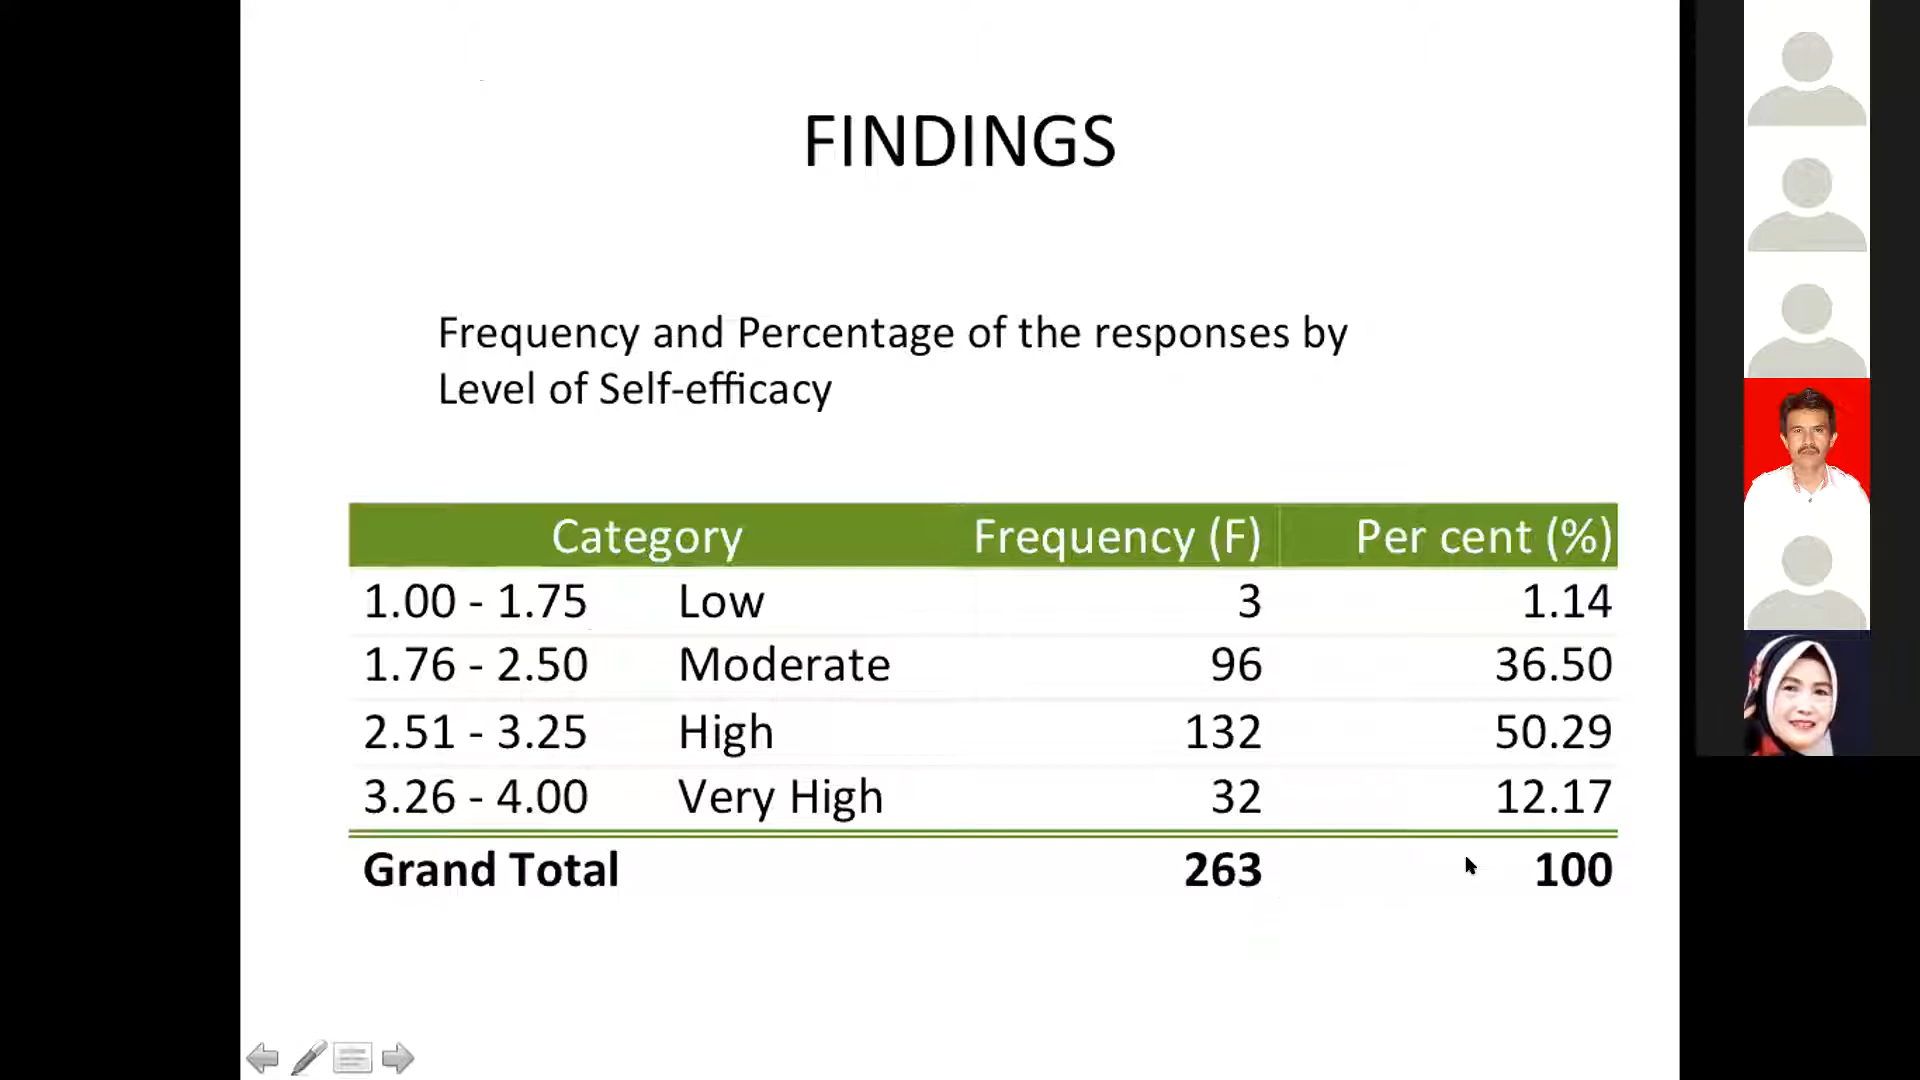 FINDINGS
Frequency and Percentage of the responses by
Level of Self-efficacy
Category Frequency (F) Per cent (%)
1.00 - 1.75 Low 3 1.14
1.76 - 2.50 Moderate 96 36.50
2.51 - 3.25 High 132 50.29
3.26 - 4.00 Very High 32 12.17
Grand Total 263 100